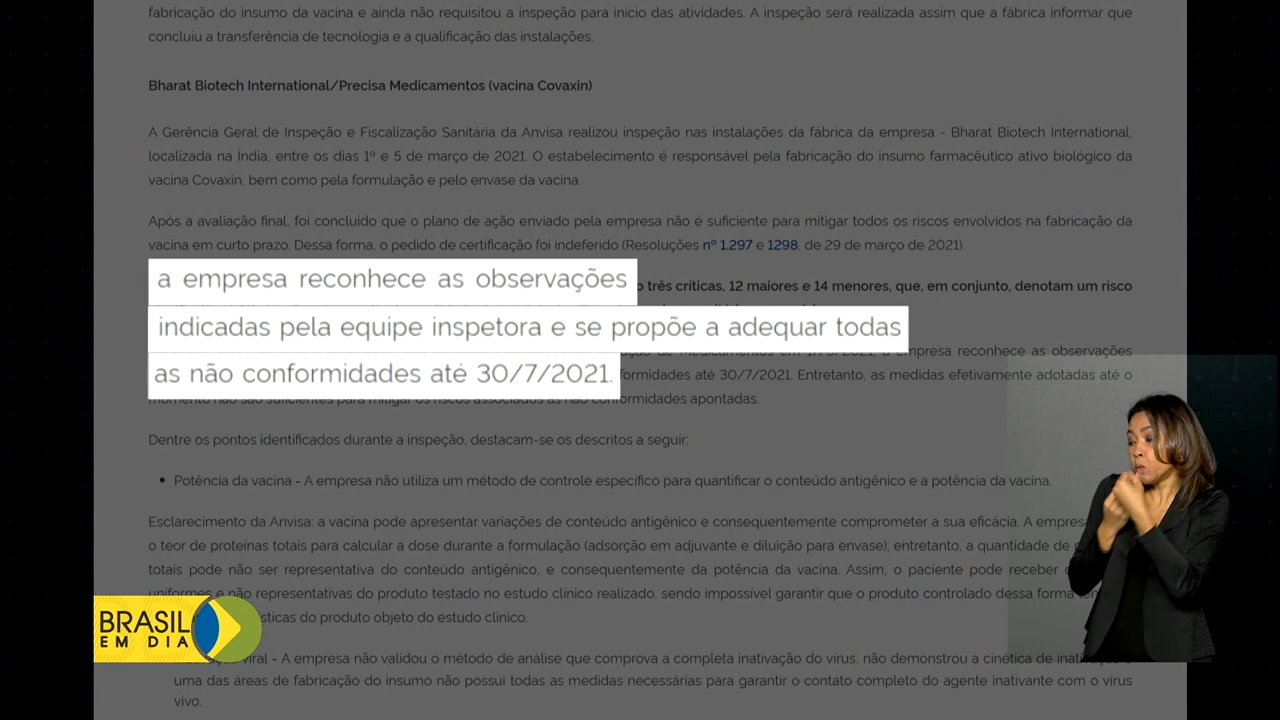 fabricação do insumo da vacina e ainda não requisitou a inspeção para início das atividades. A inspeção será realizada assim que a fábrica informar que
concluiu a transferência de tecnologia e a qualificação das instalações.
Bharat Biotech International/Precisa Medicamentos (vacina Covaxin)
A Gerência Geral de Inspeção e Fiscalização Sanitária da Anvisa realizou inspeção nas instalações da fábrica da empresa - Bharat Biotech International,
localizada na Índia, entre os dias 1º e 5 de março de 2021. O estabelecimento é responsável pela fabricação do insumo farmacêutico ativo biológico da
vacina Covaxin, bem como pela formulação e pelo envase da vacina.
Após a avaliação final, foi concluído que o plano de ação enviado pela empresa não é suficiente para mitigar todos os riscos envolvidos na fabricação da
vacina em curto prazo. Dessa forma, o pedido de certificação foi indeferido (Resoluções nº 1.297 e 1298, de 29 de março de 2021).
a empresa reconhece as observações
três críticas, 12 maiores e 14 menores, que, em conjunto, denotam um risco
indicadas pela equipe inspetora e se propõe a adequar todas
empresa reconhece as observações
as não conformidades até 30/7/2021.
até 30/7/2021. Entretanto, as medidas efetivamente adotadas até o
momento não são suficientes para mitigar os riscos associados às não conformidades apontadas.
Dentre os pontos identificados durante a inspeção, destacam-se os descritos a seguir:
• Potência da vacina - A empresa não utiliza um método de controle específico para quantificar o conteúdo antigênico e a potência da vacina.
Esclarecimento da Anvisa: a vacina pode apresentar variações de conteúdo antigênico e consequentemente comprometer a sua eficácia. A empresa
o teor de proteínas totais para calcular a dose durante a formulação (adsorção em adjuvante e diluição para envase); entretanto, a quantidade de
totais pode não ser representativa do conteúdo antigênico, e consequentemente da potência da vacina. Assim, o paciente pode receber
uniformes e não representativas do produto testado no estudo clínico realizado, sendo impossível garantir que o produto controlado dessa forma
do produto objeto do estudo clínico.
viral - A empresa não validou o método de análise que comprova a completa inativação do vírus, não demonstrou a cinética de
uma das áreas de fabricação do insumo não possui todas as medidas necessárias para garantir o contato completo do agente inativante com o vírus
vivo.
BRASIL
EM DIA